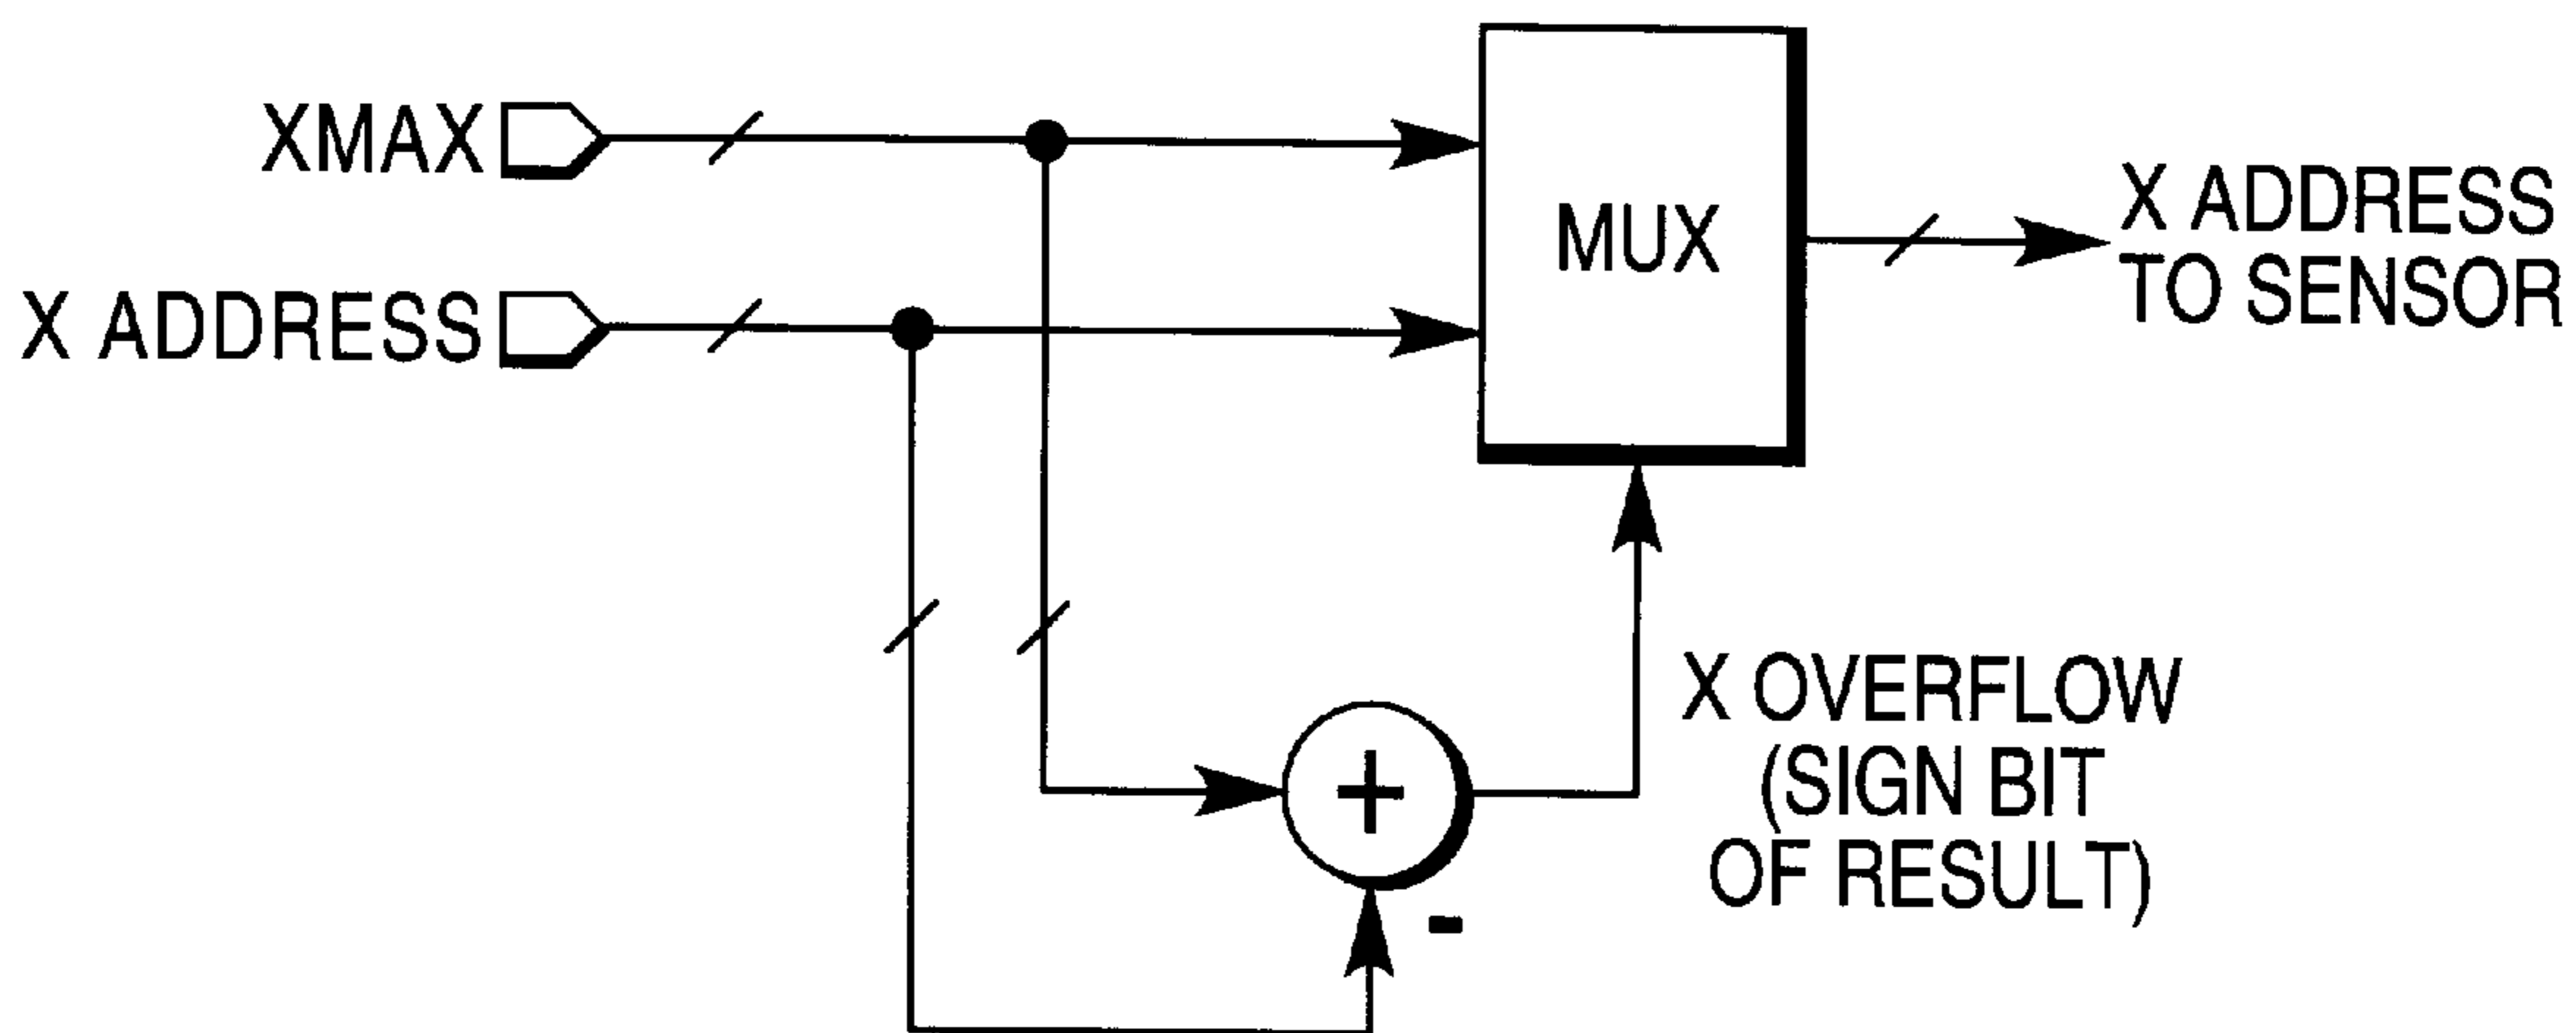 XMAX
X ADDRESS
MUX
X ADDRESS
TO SENSOR
+
-
X OVERFLOW
(SIGN BIT
OF RESULT)